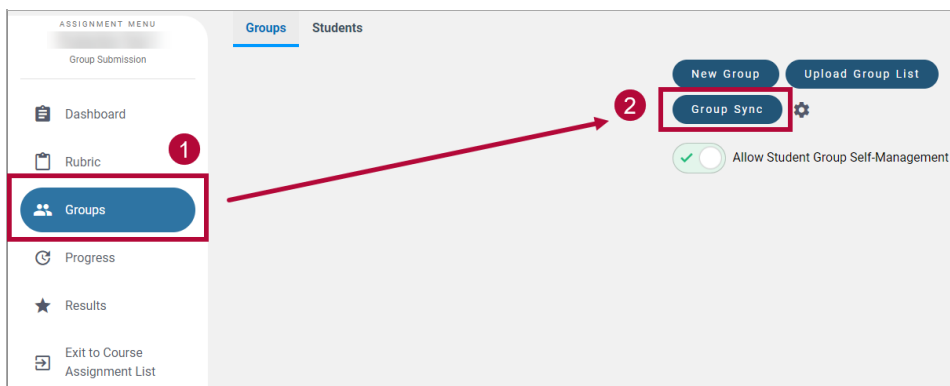 ASSIGNMENT MENU
Group Submission
Dashboard
Rubric
1
Groups
Progress
Results
Exit to Course
Assignment List
Groups Students
New Group Upload Group List
2 Group Sync
Allow Student Group Self-Management